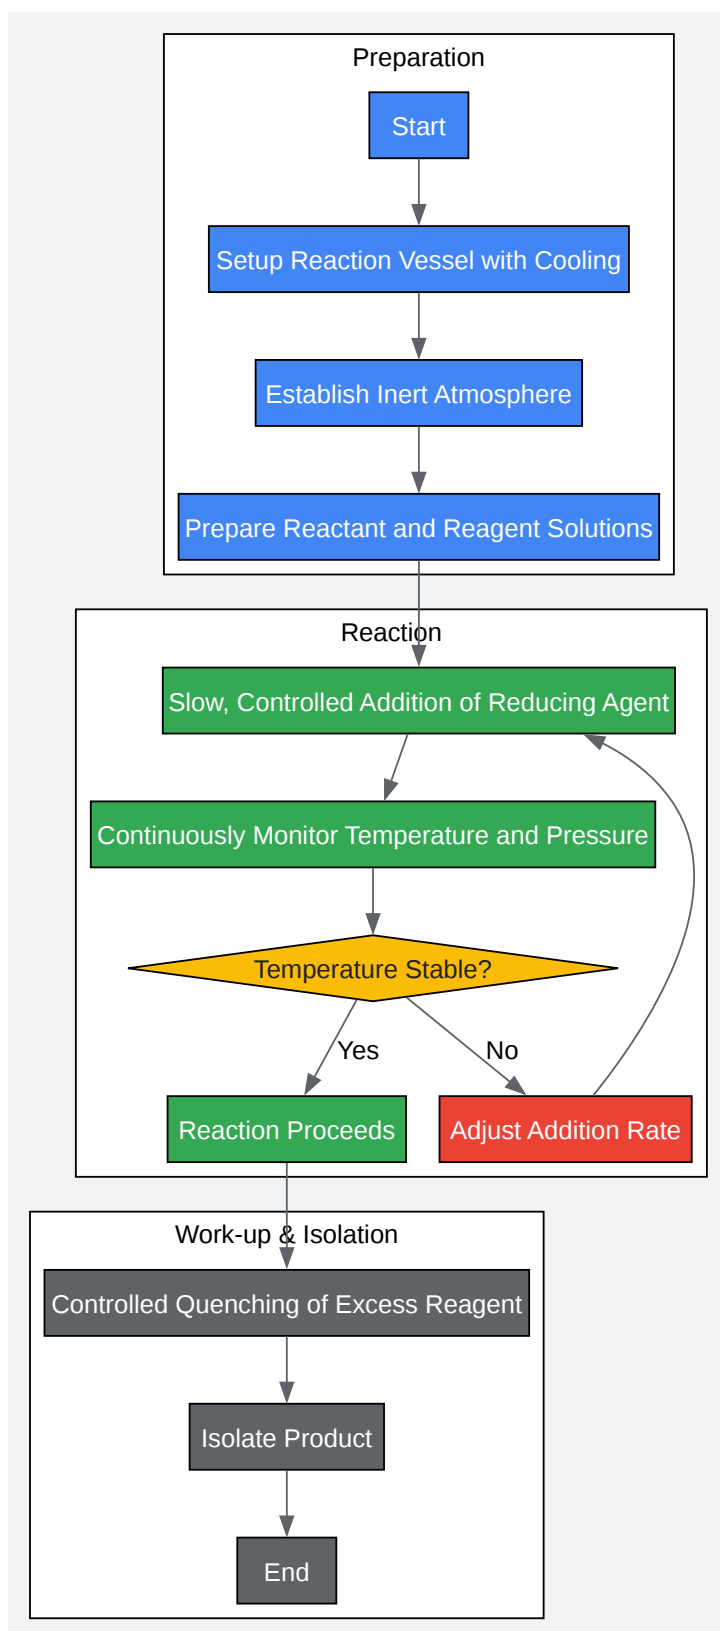 Preparation
Start
Setup Reaction Vessel with Cooling
Establish Inert Atmosphere
Prepare Reactant and Reagent Solutions
Reaction
Slow, Controlled Addition of Reducing Agent
Continuously Monitor Temperature and Pressure
Temperature Stable?
Yes
No
Reaction Proceeds
Adjust Addition Rate
Work-up & Isolation
Controlled Quenching of Excess Reagent
Isolate Product
End